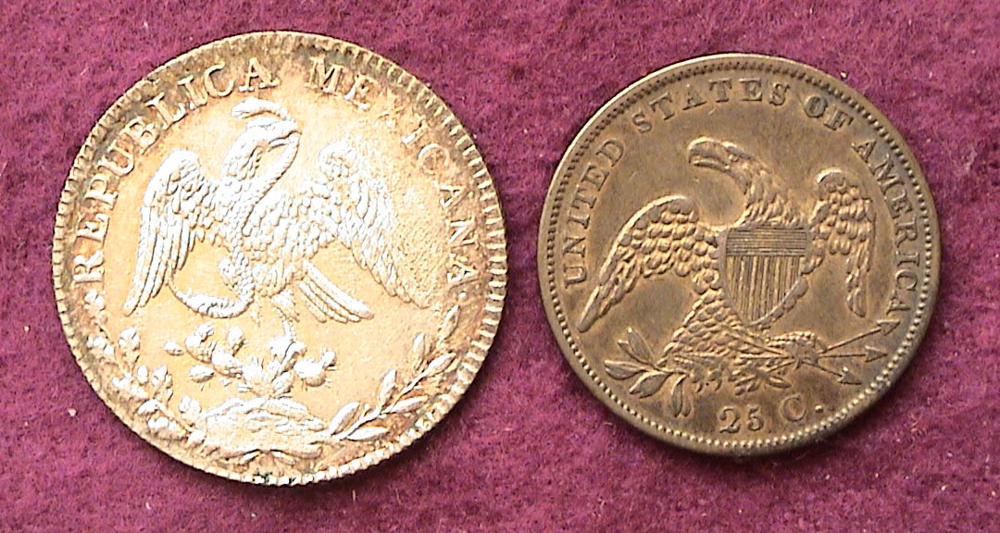 REPUBLICA MEXICANA.
UNITED STATES OF AMERICA
25 C.